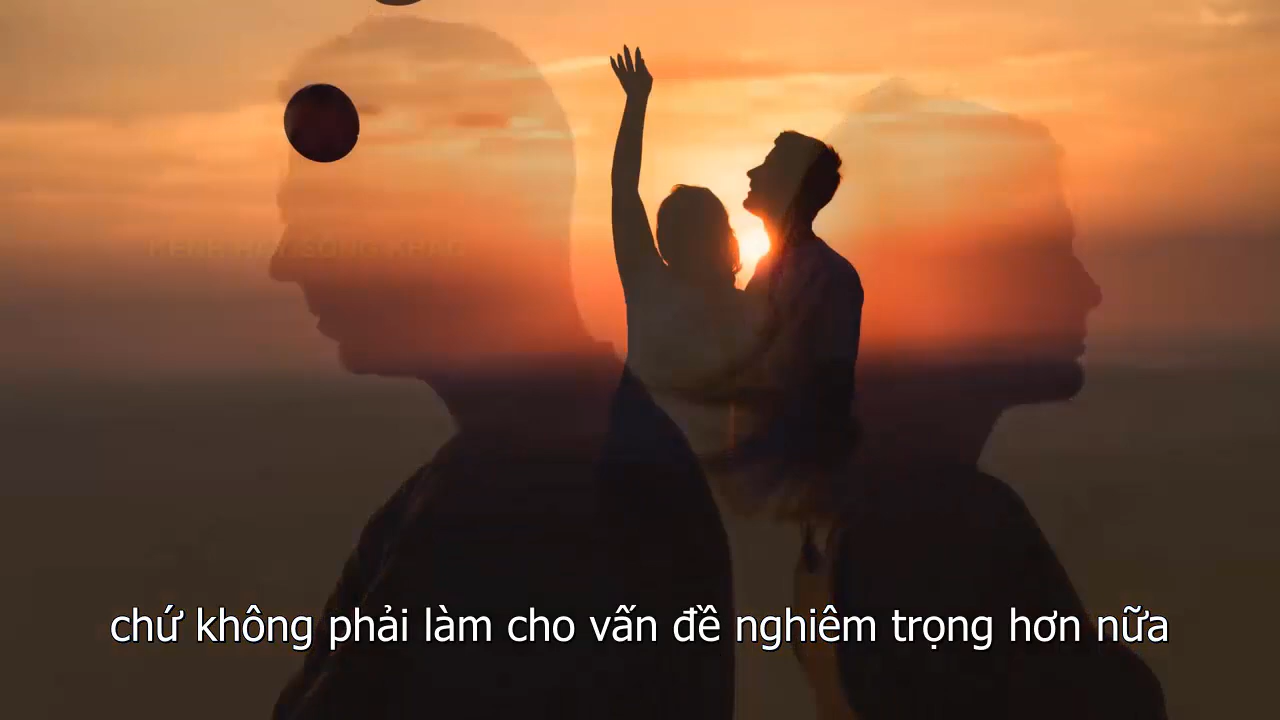 chứ không phải làm cho vấn đề nghiêm trọng hơn nữa